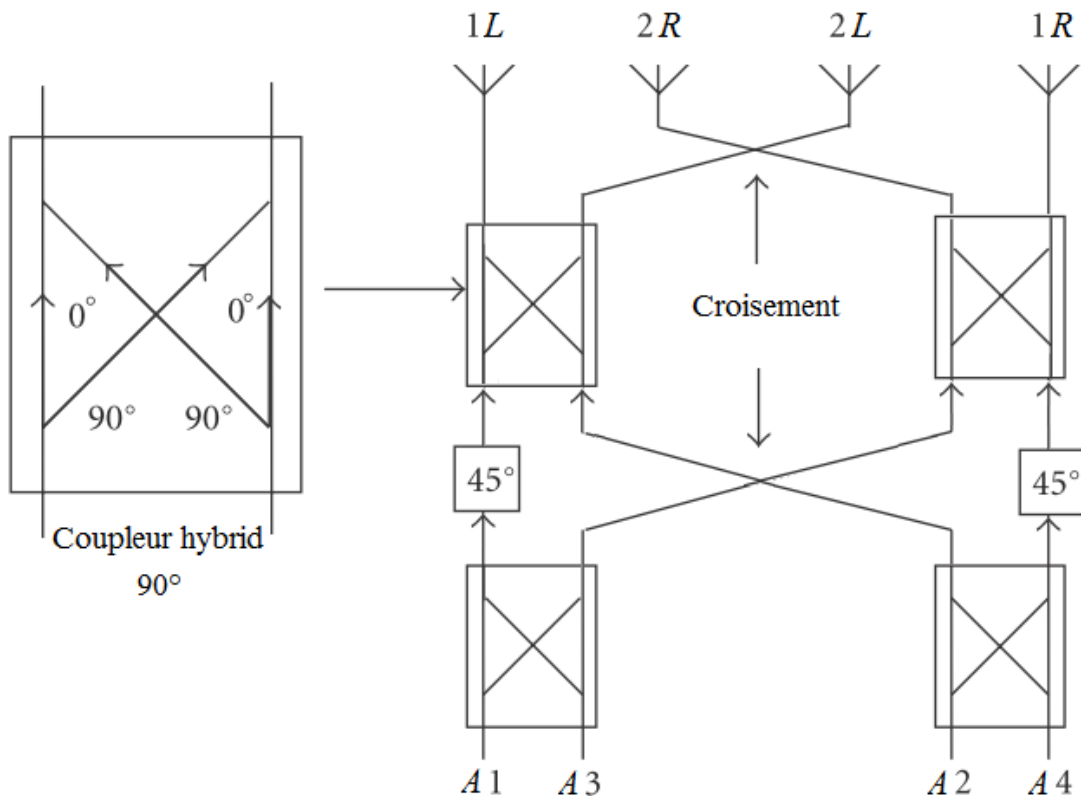 1L 2R 2L 1R
0° 0°
90° 90°
Croisement
45° 45°
Coupleur hybrid
90°
A1 A3 A2 A4